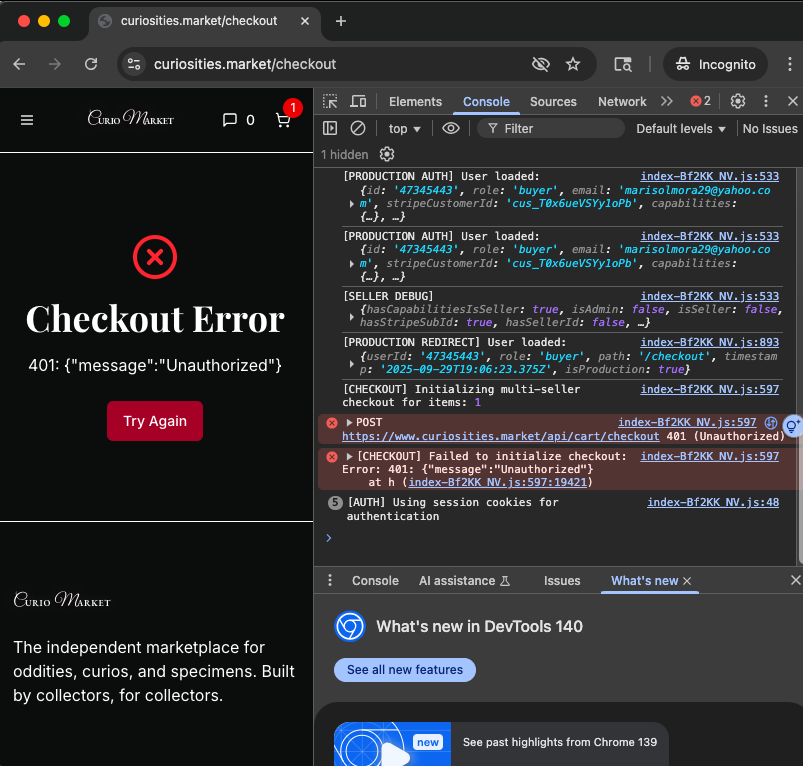 curiosities.market/checkout
curiosities.market/checkout
Incognito
CURIO MARKET
0
1
Checkout Error
401: {"message":"Unauthorized"}
Try Again
CURIO MARKET
The independent marketplace for
oddities, curios, and specimens. Built
by collectors, for collectors.
Elements Console Sources Network 2
top Filter Default levels No Issues
1 hidden
[PRODUCTION AUTH] User loaded: index-Bf2KK_NV.js:533
{id: '47345443', role: 'buyer', email: 'marisolmora29@yahoo.co
m', stripeCustomerId: 'cus_T0x6ueVSYy1oPb', capabilities:
{…}, …}
[PRODUCTION AUTH] User loaded: index-Bf2KK_NV.js:533
{id: '47345443', role: 'buyer', email: 'marisolmora29@yahoo.co
m', stripeCustomerId: 'cus_T0x6ueVSYy1oPb', capabilities:
{…}, …}
[SELLER DEBUG] index-Bf2KK_NV.js:533
{hasCapabilitiesIsSeller: true, isAdmin: false, isSeller: false,
hasStripeSubId: true, hasSellerId: false, …}
[PRODUCTION REDIRECT] User loaded: index-Bf2KK_NV.js:893
{userId: '47345443', role: 'buyer', path: '/checkout', timestam
p: '2025-09-29T19:06:23.375Z', isProduction: true}
[CHECKOUT] Initializing multi-seller index-Bf2KK_NV.js:597
checkout for items: 1
POST index-Bf2KK_NV.js:597
https://www.curiosities.market/api/cart/checkout 401 (Unauthorized)
[CHECKOUT] Failed to initialize checkout: index-Bf2KK_NV.js:597
Error: 401: {"message":"Unauthorized"}
at h (index-Bf2KK_NV.js:597:19421)
5 [AUTH] Using session cookies for index-Bf2KK_NV.js:48
authentication
Console AI assistance Issues What's new
What's new in DevTools 140
See all new features
new
See past highlights from Chrome 139